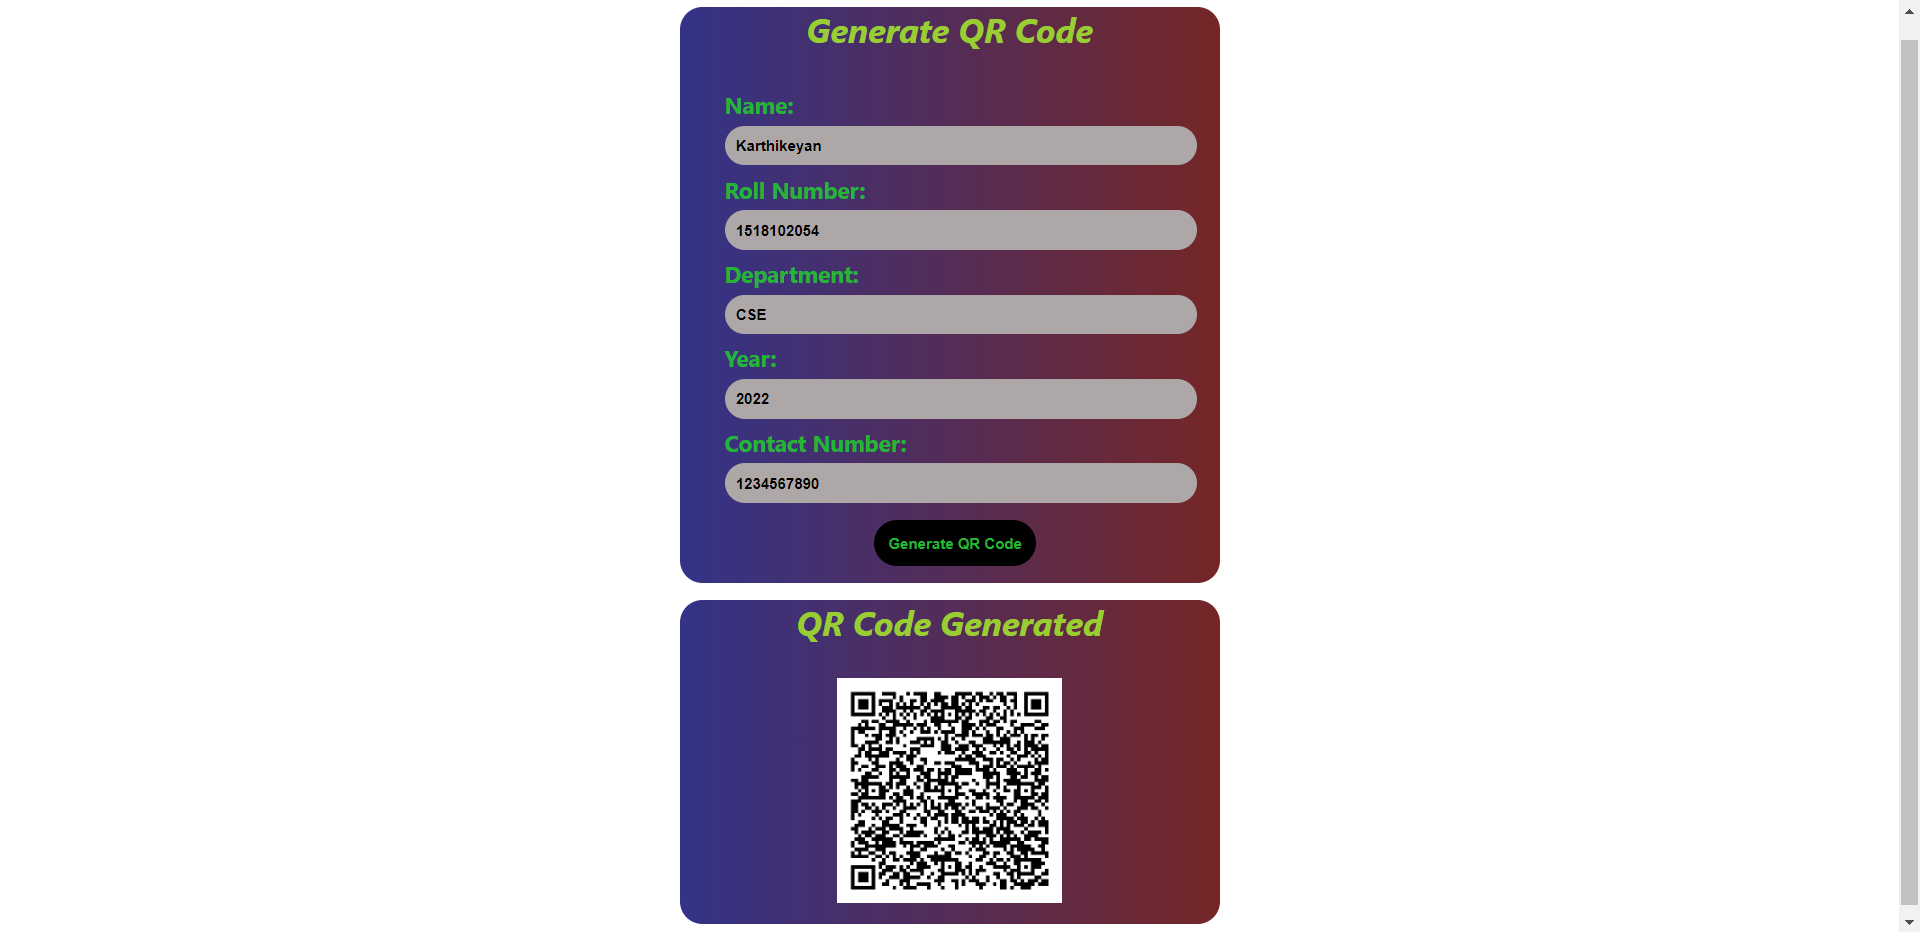 Generate QR Code
Name:
Karthikeyan
Roll Number:
1518102054
Department:
CSE
Year:
2022
Contact Number:
1234567890
Generate QR Code
QR Code Generated